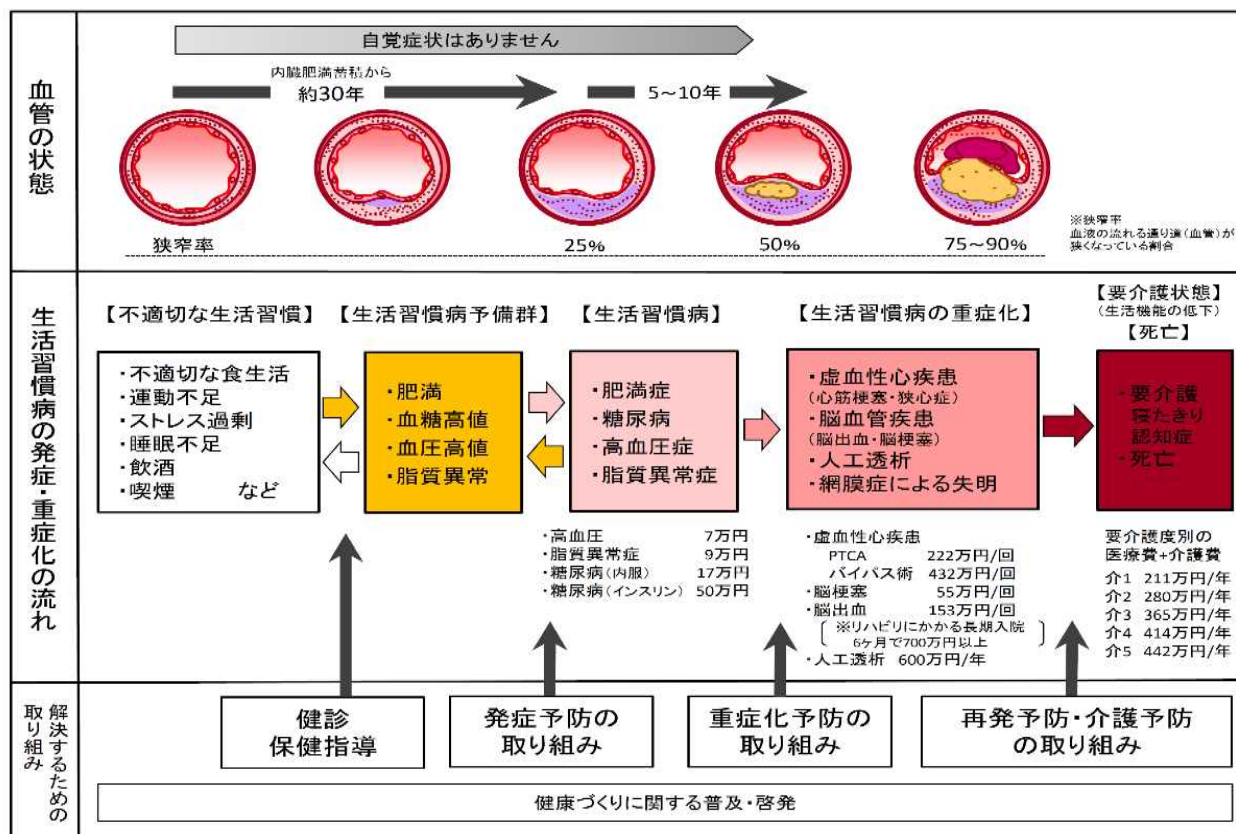 血管の状態
自覚症状はありません
内臓肥満蓄積から
約30年
5～10年
狭窄率
25%
50%
75～90%
※狭窄率
血液の流れる通り道(血管)が
狭くなっている割合
生活習慣病の発症・重症化の流れ
【不適切な生活習慣】
・不適切な食生活
・運動不足
・ストレス過剰
・睡眠不足
・飲酒
・喫煙 など
【生活習慣病予備群】
・肥満
・血糖高値
・血圧高値
・脂質異常
【生活習慣病】
・肥満症
・糖尿病
・高血圧症
・脂質異常症
・高血圧 7万円
・脂質異常症 9万円
・糖尿病(内服) 17万円
・糖尿病(インスリン) 50万円
【生活習慣病の重症化】
・虚血性心疾患
(心筋梗塞・狭心症)
・脳血管疾患
(脳出血・脳梗塞)
・人工透析
・網膜症による失明
・虚血性心疾患
PTCA 222万円/回
バイパス術 432万円/回
・脳梗塞 55万円/回
・脳出血 153万円/回
※リハビリにかかる長期入院
6ヶ月で700万円以上
・人工透析 600万円/年
【要介護状態】
(生活機能の低下)
【死亡】
・要介護
寝たきり
認知症
・死亡
要介護度別の
医療費+介護費
介1 211万円/年
介2 280万円/年
介3 365万円/年
介4 414万円/年
介5 442万円/年
解決するための
取り組み
健診
保健指導
発症予防の
取り組み
重症化予防の
取り組み
再発予防・介護予防
の取り組み
健康づくりに関する普及・啓発